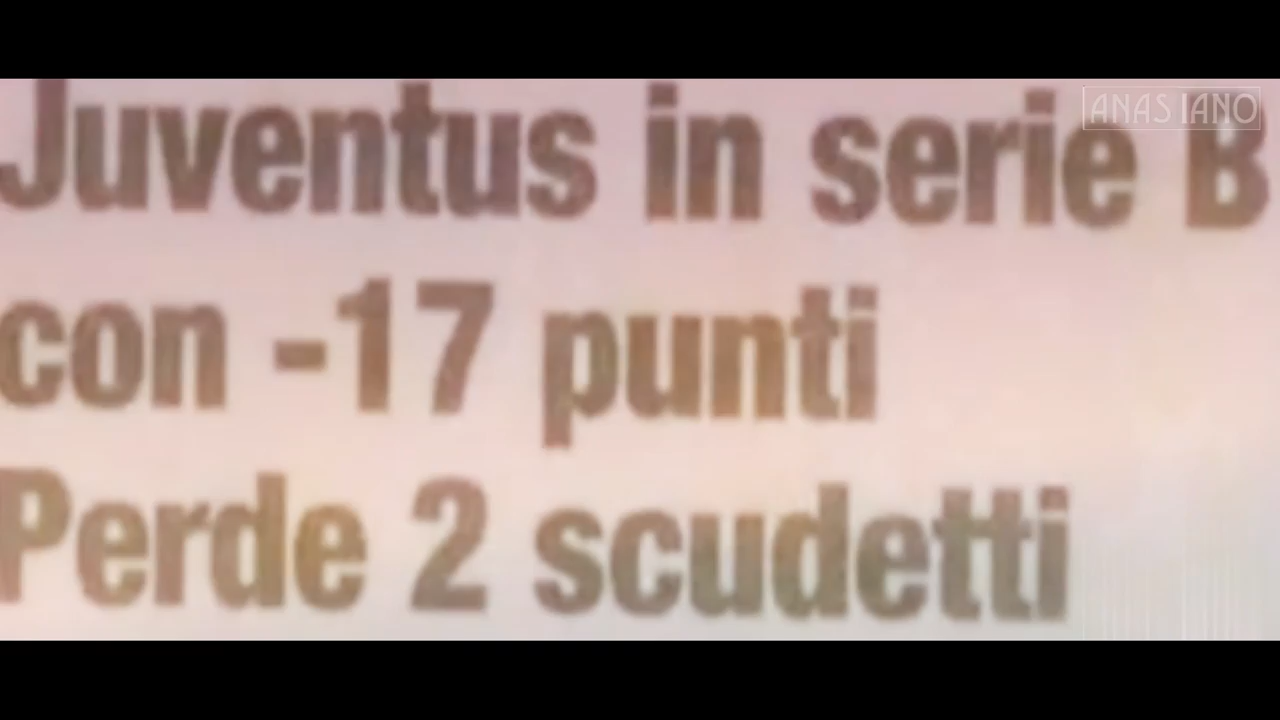 ANAS IANO
Juventus in serie B
con -17 punti
Perde 2 scudetti